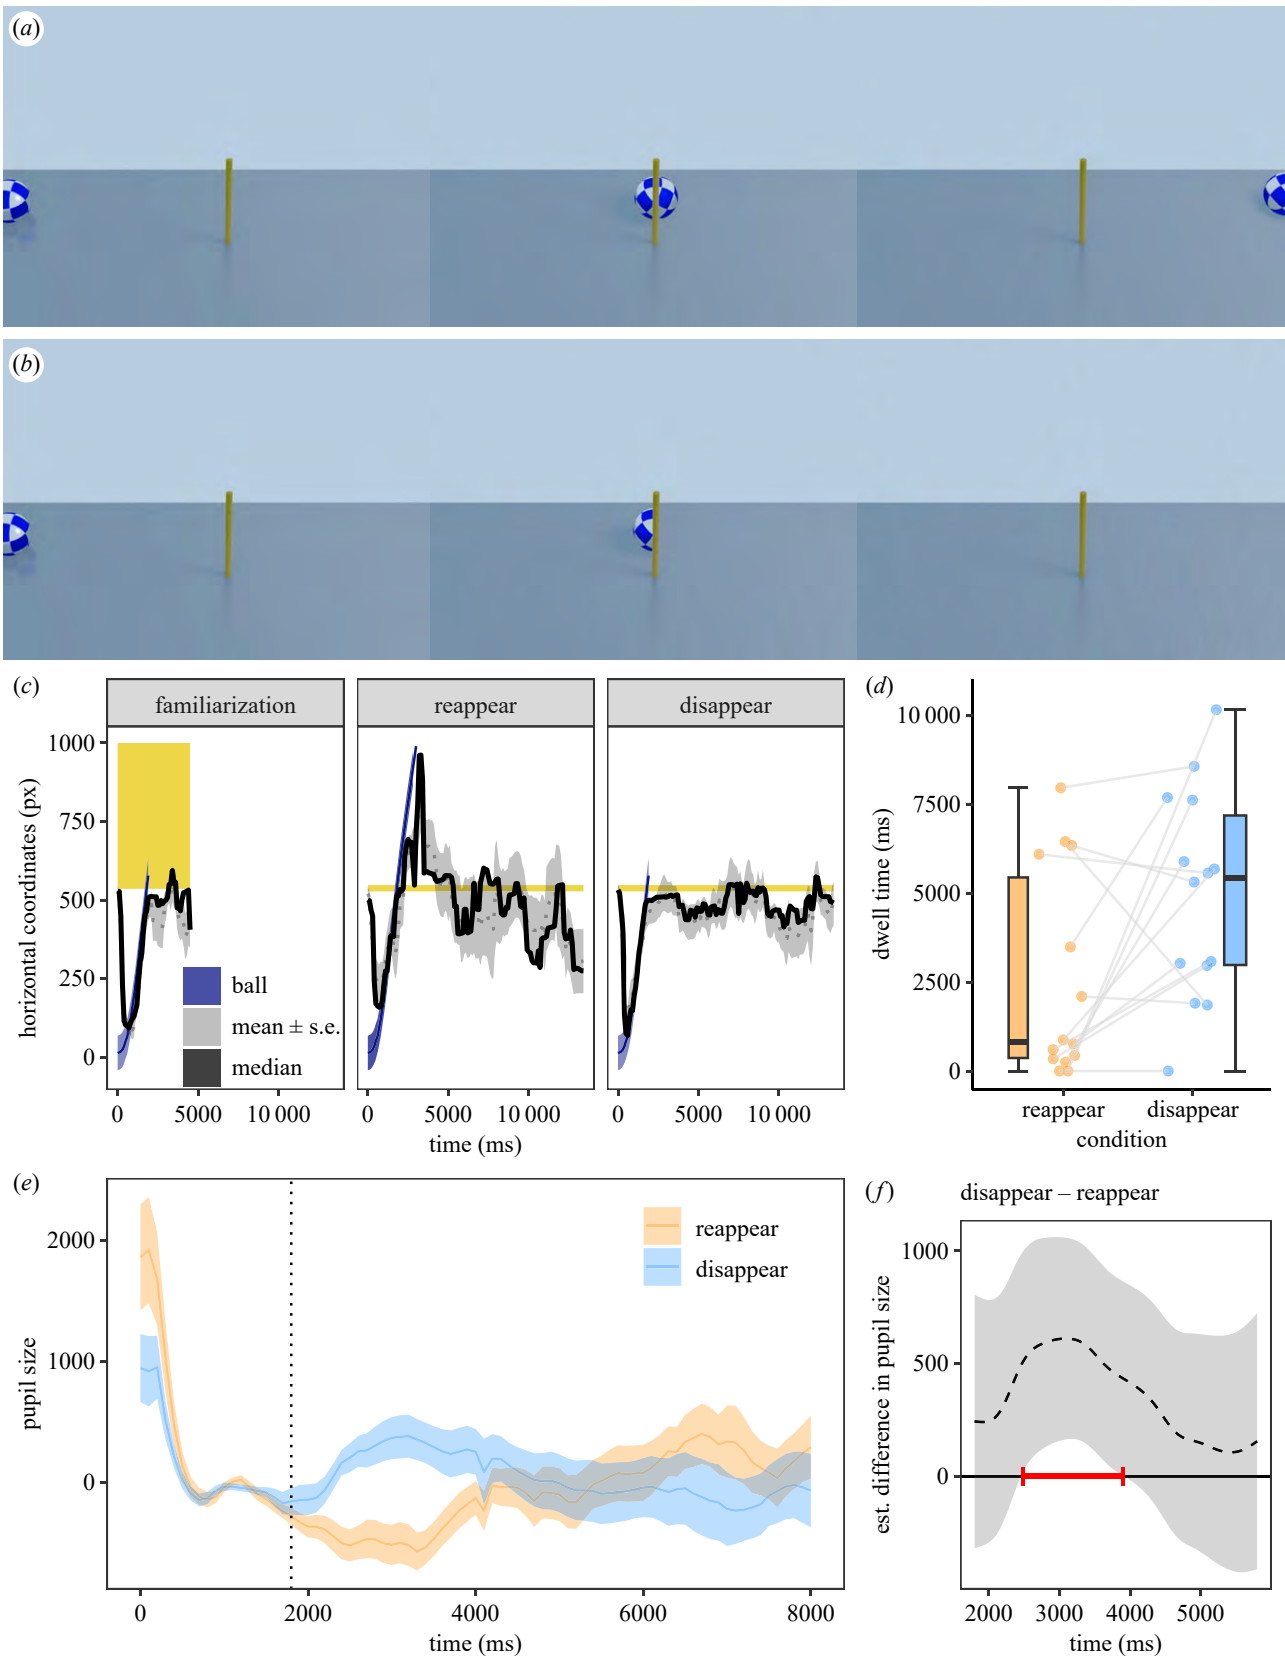 (a)
(b)
(c)
familiarization
reappear
disappear
horizontal coordinates (px)
1000
750
500
250
0
ball
mean ± s.e.
median
0 5000 10 000
0 5000 10 000
0 5000 10 000
time (ms)
(d)
dwell time (ms)
10 000
7500
5000
2500
0
reappear disappear
condition
(e)
pupil size
2000
1000
0
reappear
disappear
0 2000 4000 6000 8000
time (ms)
(f)
disappear – reappear
est. difference in pupil size
1000
500
0
2000 3000 4000 5000
time (ms)